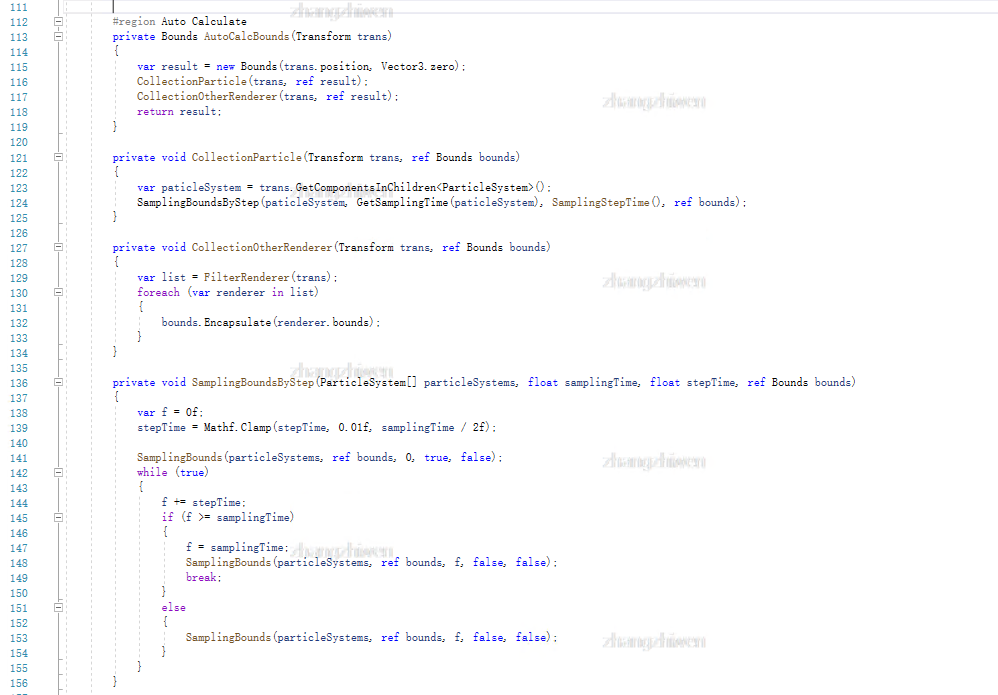 zhangzhiwen
111
112 #region Auto Calculate
113 private Bounds AutoCalcBounds(Transform trans)
114 {
115 var result = new Bounds(trans.position, Vector3.zero);
116 CollectionParticle(trans, ref result);
117 CollectionOtherRenderer(trans, ref result);
zhangzhiwen
118 return result;
119 }
120
121 private void CollectionParticle(Transform trans, ref Bounds bounds)
122 {
123 var paticleSystem = trans.GetComponentsInChildren<ParticleSystem>();
zhangzhiwen
124 SamplingBoundsByStep(paticleSystem, GetSamplingTime(paticleSystem), SamplingStepTime(), ref bounds);
125 }
126
127 private void CollectionOtherRenderer(Transform trans, ref Bounds bounds)
128 {
129 var list = FilterRenderer(trans);
zhangzhiwen
130 foreach (var renderer in list)
131 {
132 bounds.Encapsulate(renderer.bounds);
133 }
134 }
135
zhangzhiwen
136 private void SamplingBoundsByStep(ParticleSystem[] particleSystems, float samplingTime, float stepTime, ref Bounds bounds)
137 {
138 var f = 0f;
139 stepTime = Mathf.Clamp(stepTime, 0.01f, samplingTime / 2f);
140
141 SamplingBounds(particleSystems, ref bounds, 0, true, false);
zhangzhiwen
142 while (true)
143 {
144 f += stepTime;
145 if (f >= samplingTime)
146 {
147 f = samplingTime;
zhangzhiwen
148 SamplingBounds(particleSystems, ref bounds, f, false, false);
149 break;
150 }
151 else
152 {
153 SamplingBounds(particleSystems, ref bounds, f, false, false);
zhangzhiwen
154 }
155 }
156 }